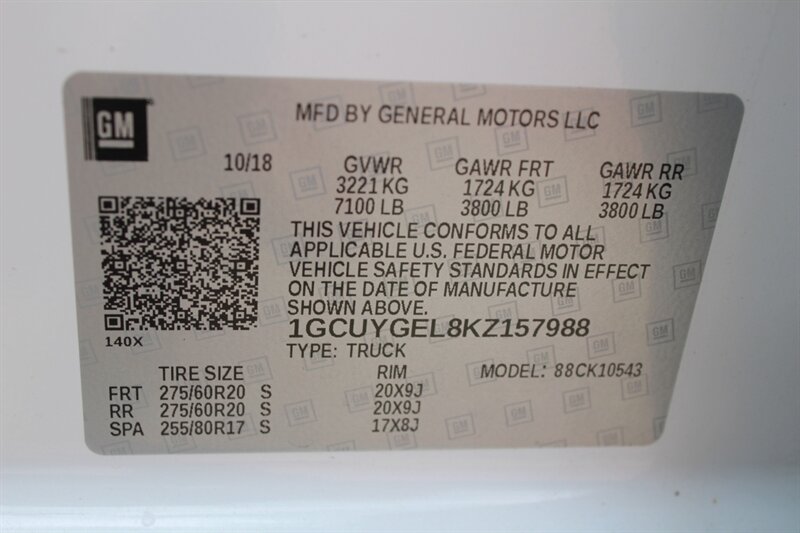 GM
MFD BY GENERAL MOTORS LLC
10/18 GVWR GAWR FRT GAWR RR
3221 KG 1724 KG 1724 KG
7100 LB 3800 LB 3800 LB
THIS VEHICLE CONFORMS TO ALL
APPLICABLE U.S. FEDERAL MOTOR
VEHICLE SAFETY STANDARDS IN EFFECT
ON THE DATE OF MANUFACTURE
SHOWN ABOVE.
1GCUYGEL8KZ157988
140X
TYPE: TRUCK
TIRE SIZE RIM MODEL: 88CK10543
FRT 275/60R20 S 20X9J
RR 275/60R20 S 20X9J
SPA 255/80R17 S 17X8J